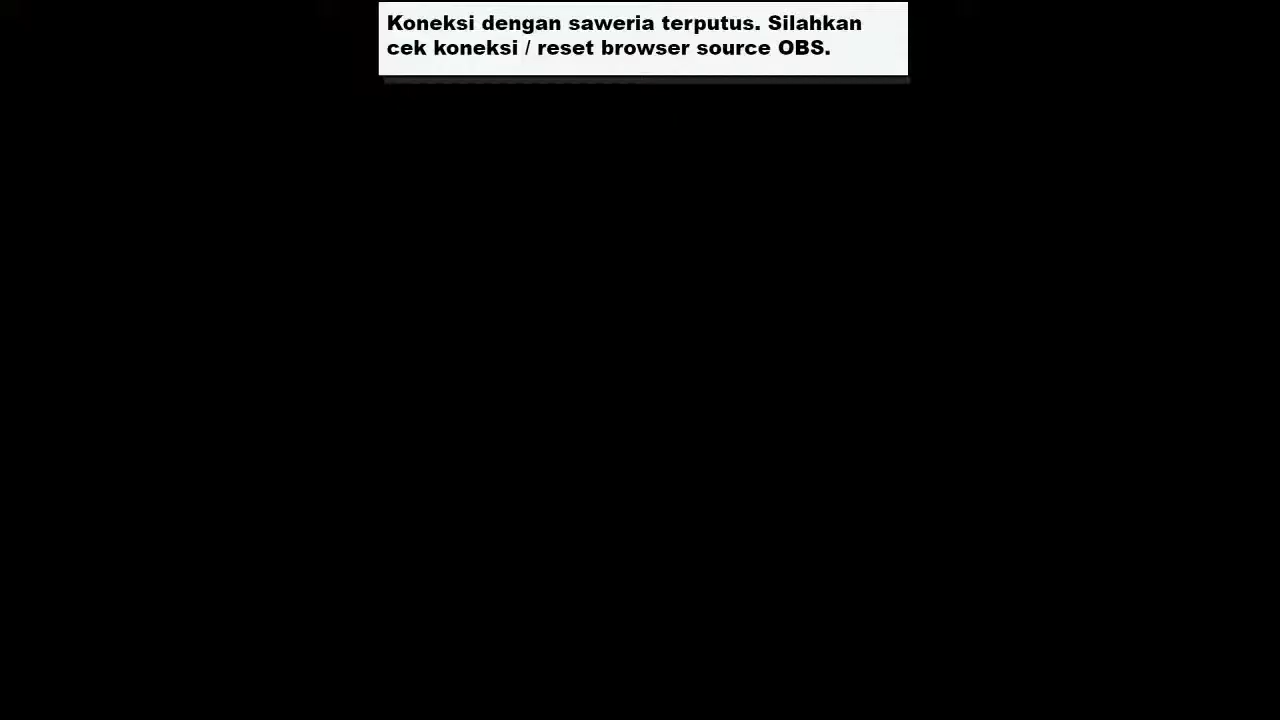 Koneksi dengan saweria terputus. Silahkan
cek koneksi / reset browser source OBS.